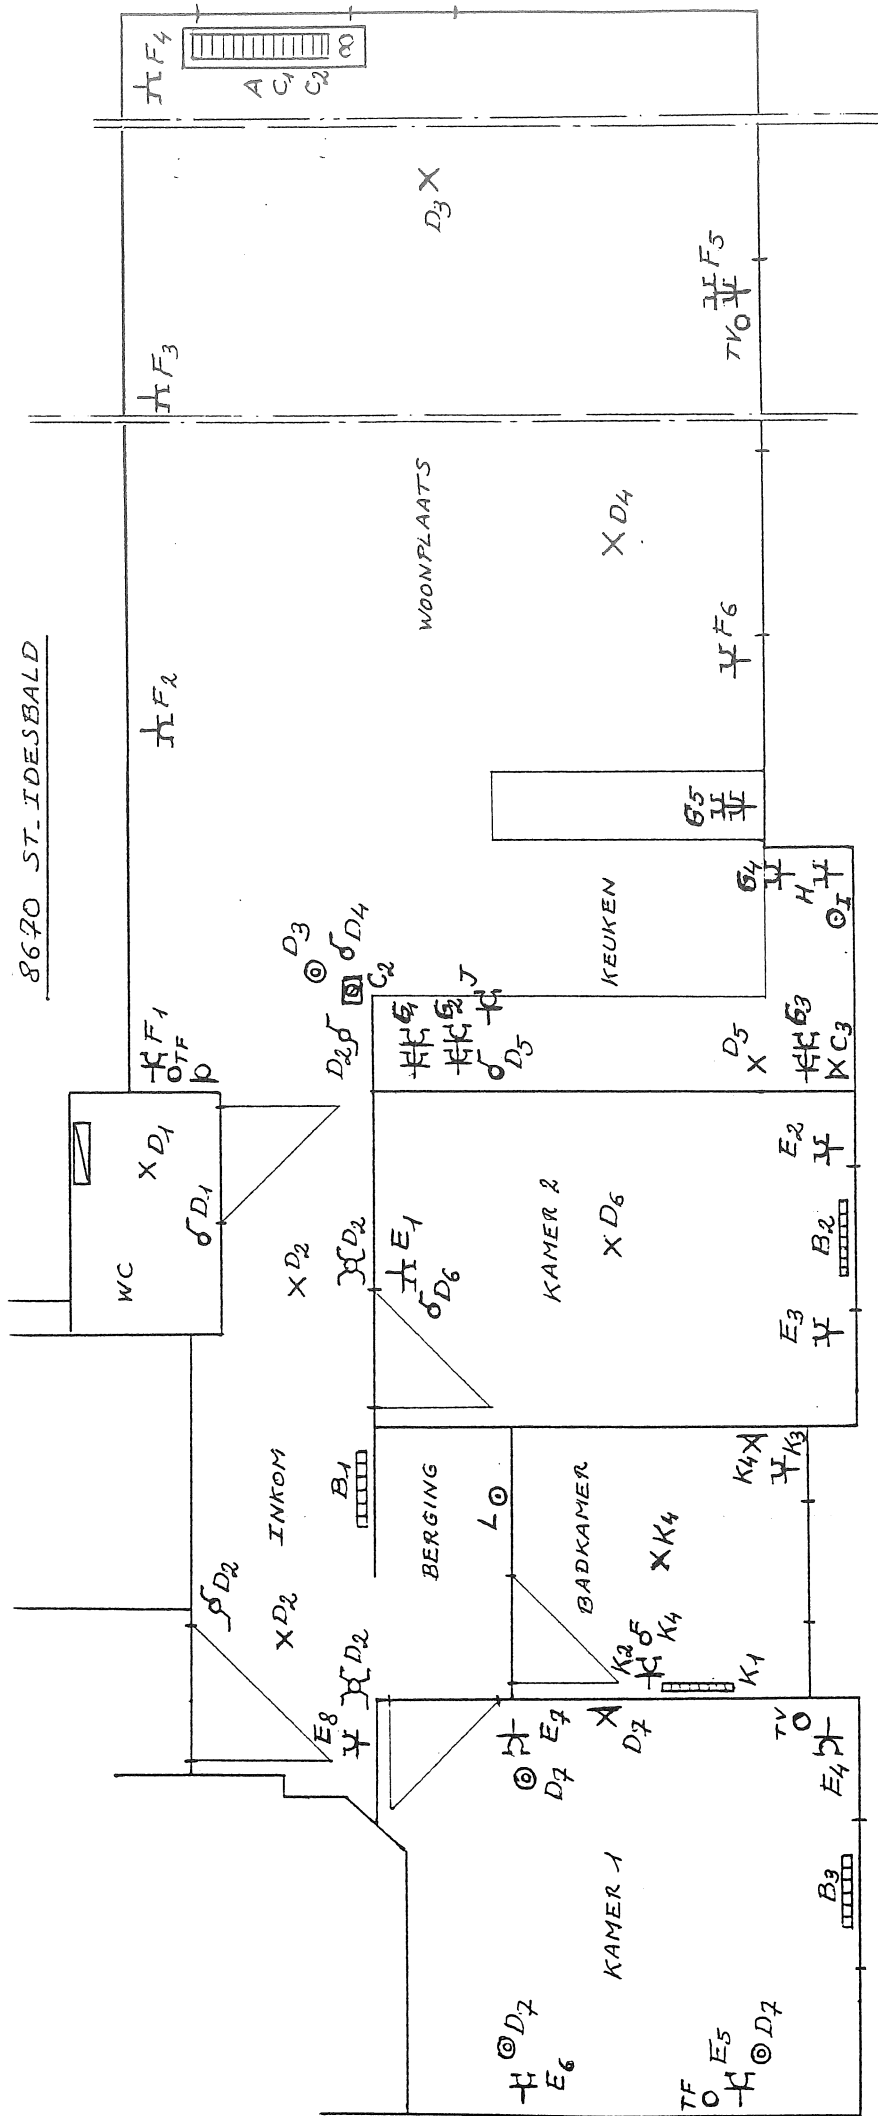 8670 ST. IDESBALD
F4
A
C1
C2
8
D3
F3
TVO
F5
WOONPLAATS
D4
F2
F6
G5
KEUKEN
G4
H
I
D3
D4
C2
J
D2
F1
TF
G1
G2
D5
D5
G3
C3
WC
D1
D1
D2
D2
E1
D6
KAMER 2
D6
E2
B2
E3
INKOM
B1
BERGING
L
BADKAMER
K4
K3
K4
K2
K4
K1
D2
D2
D2
E8
E7
D7
D7
TV
E4
KAMER 1
B3
D7
E6
TF
E5
D7